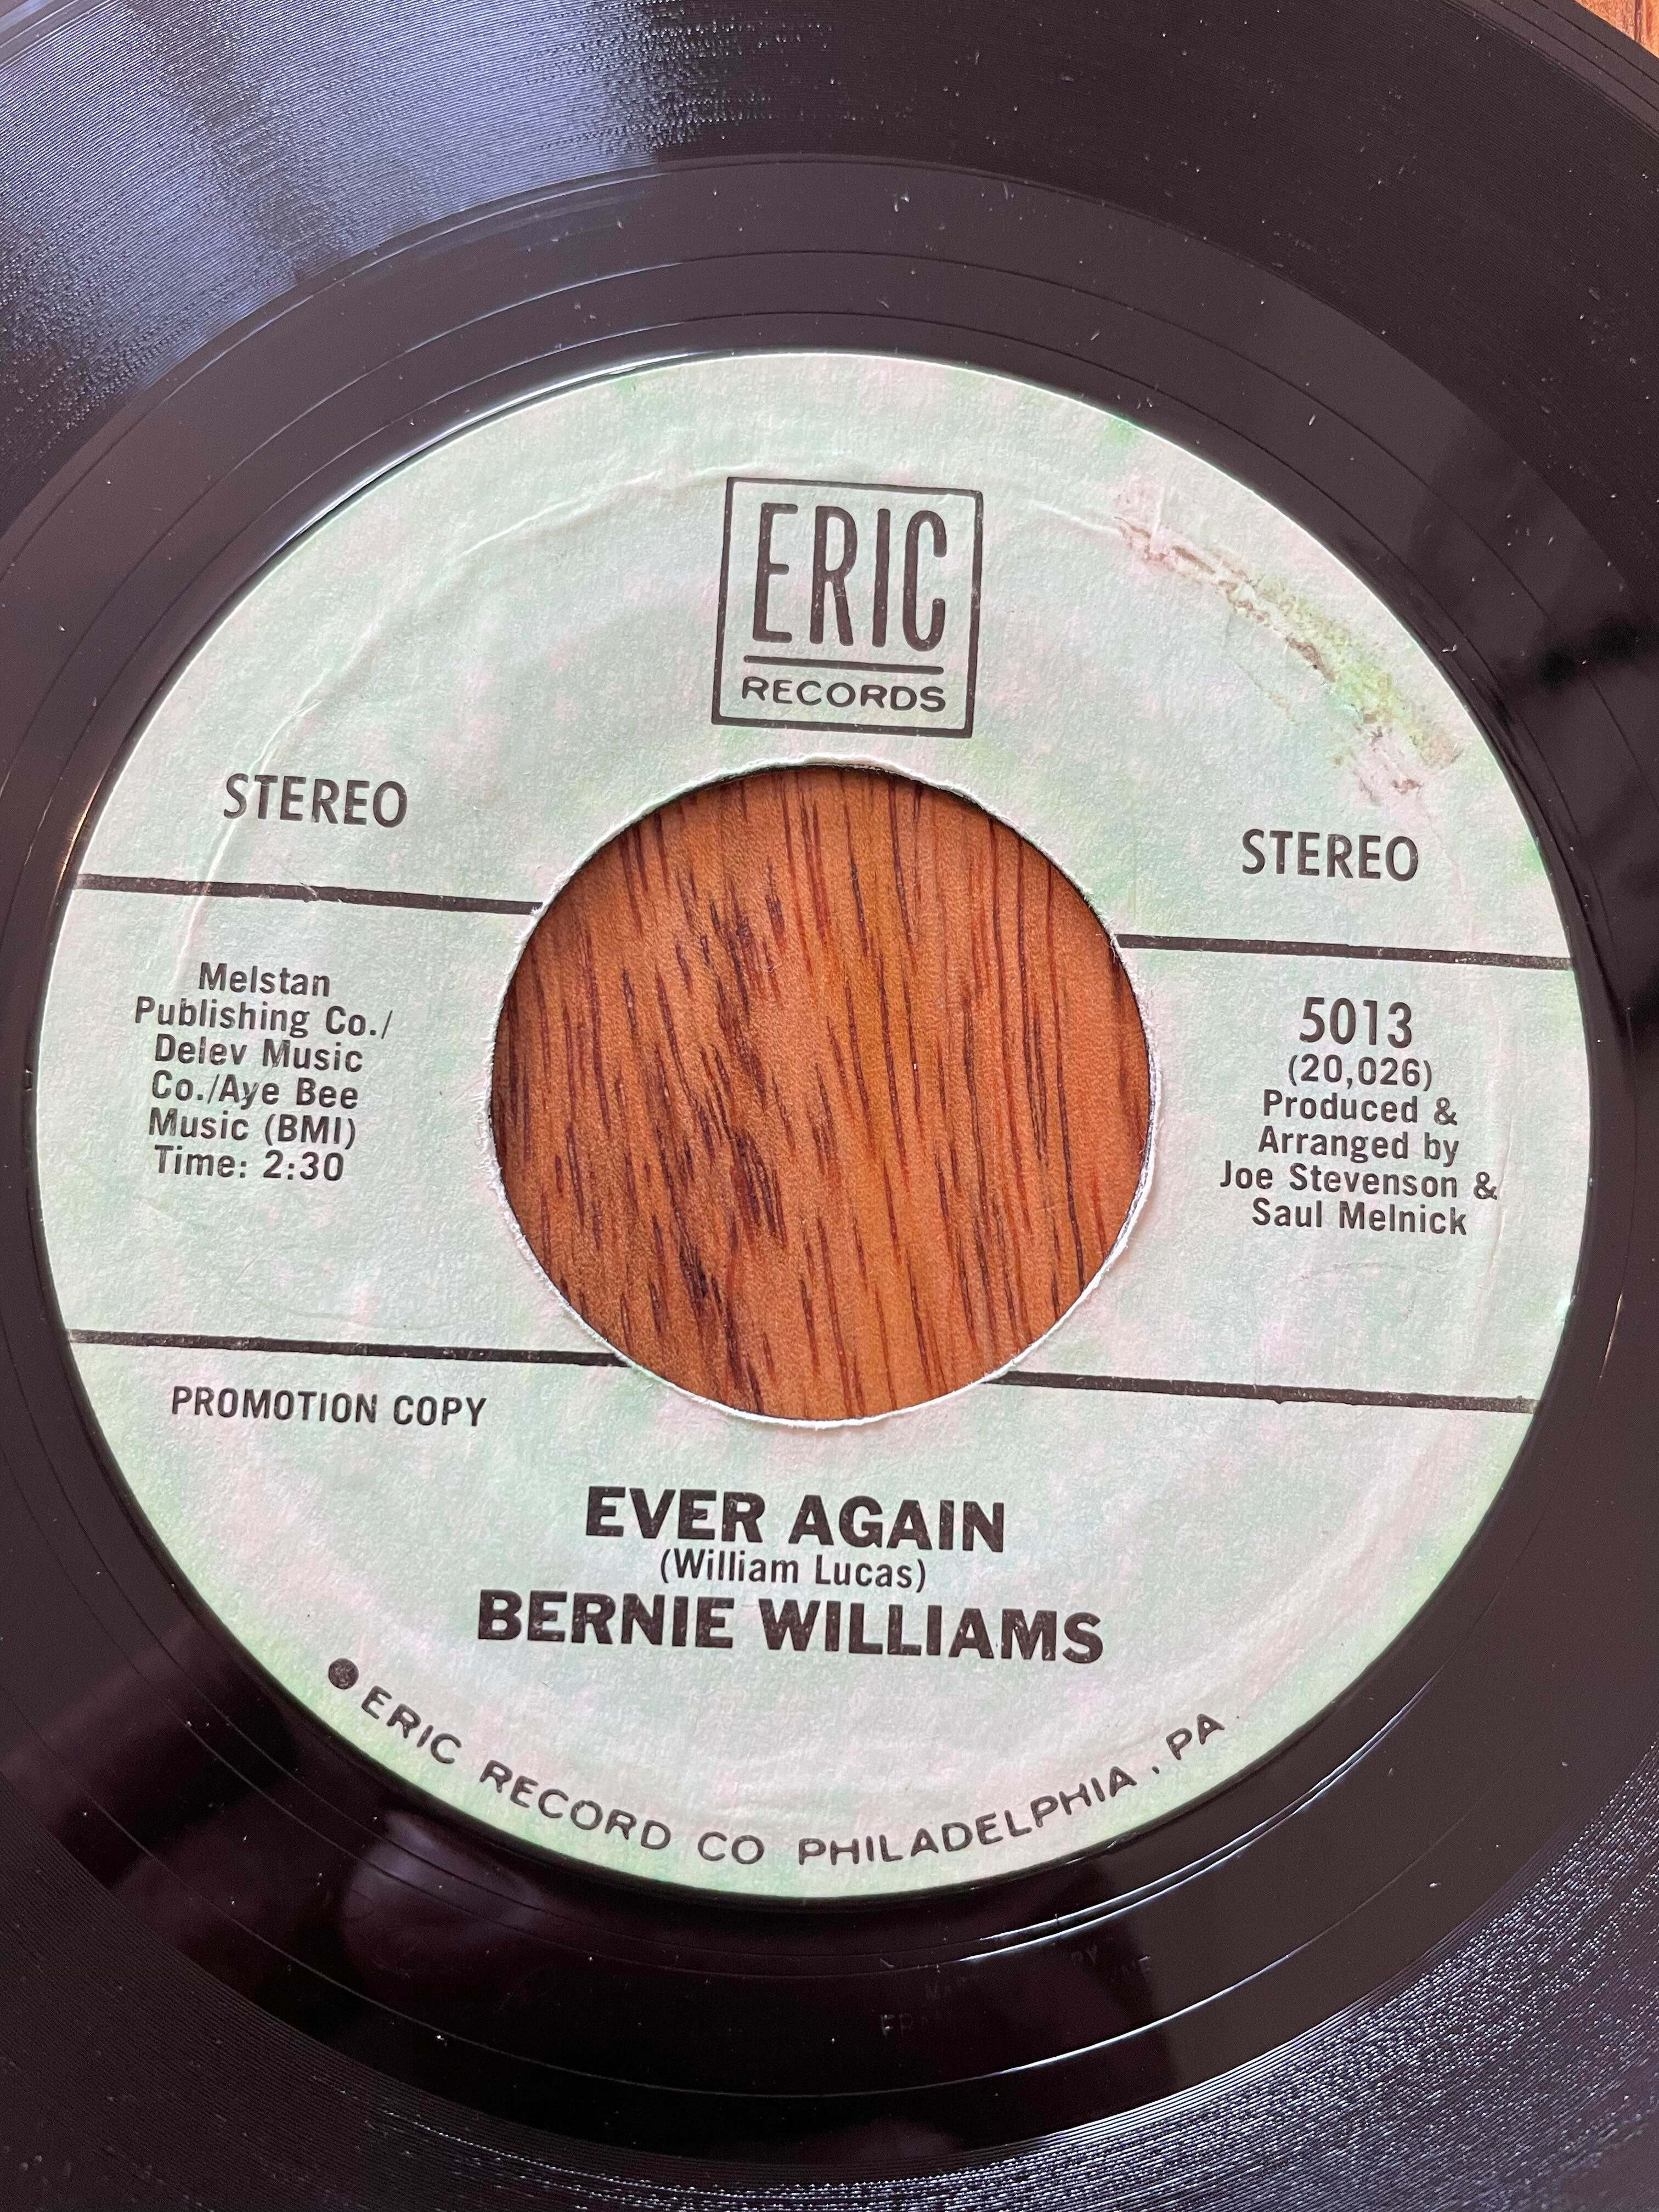 ERIC
RECORDS
STEREO
STEREO
Melstan
Publishing Co./
Delev Music
Co./Aye Bee
Music (BMI)
Time: 2:30
5013
(20,026)
Produced &
Arranged by
Joe Stevenson &
Saul Melnick
PROMOTION COPY
EVER AGAIN
(William Lucas)
BERNIE WILLIAMS
ERIC RECORD CO PHILADELPHIA, PA